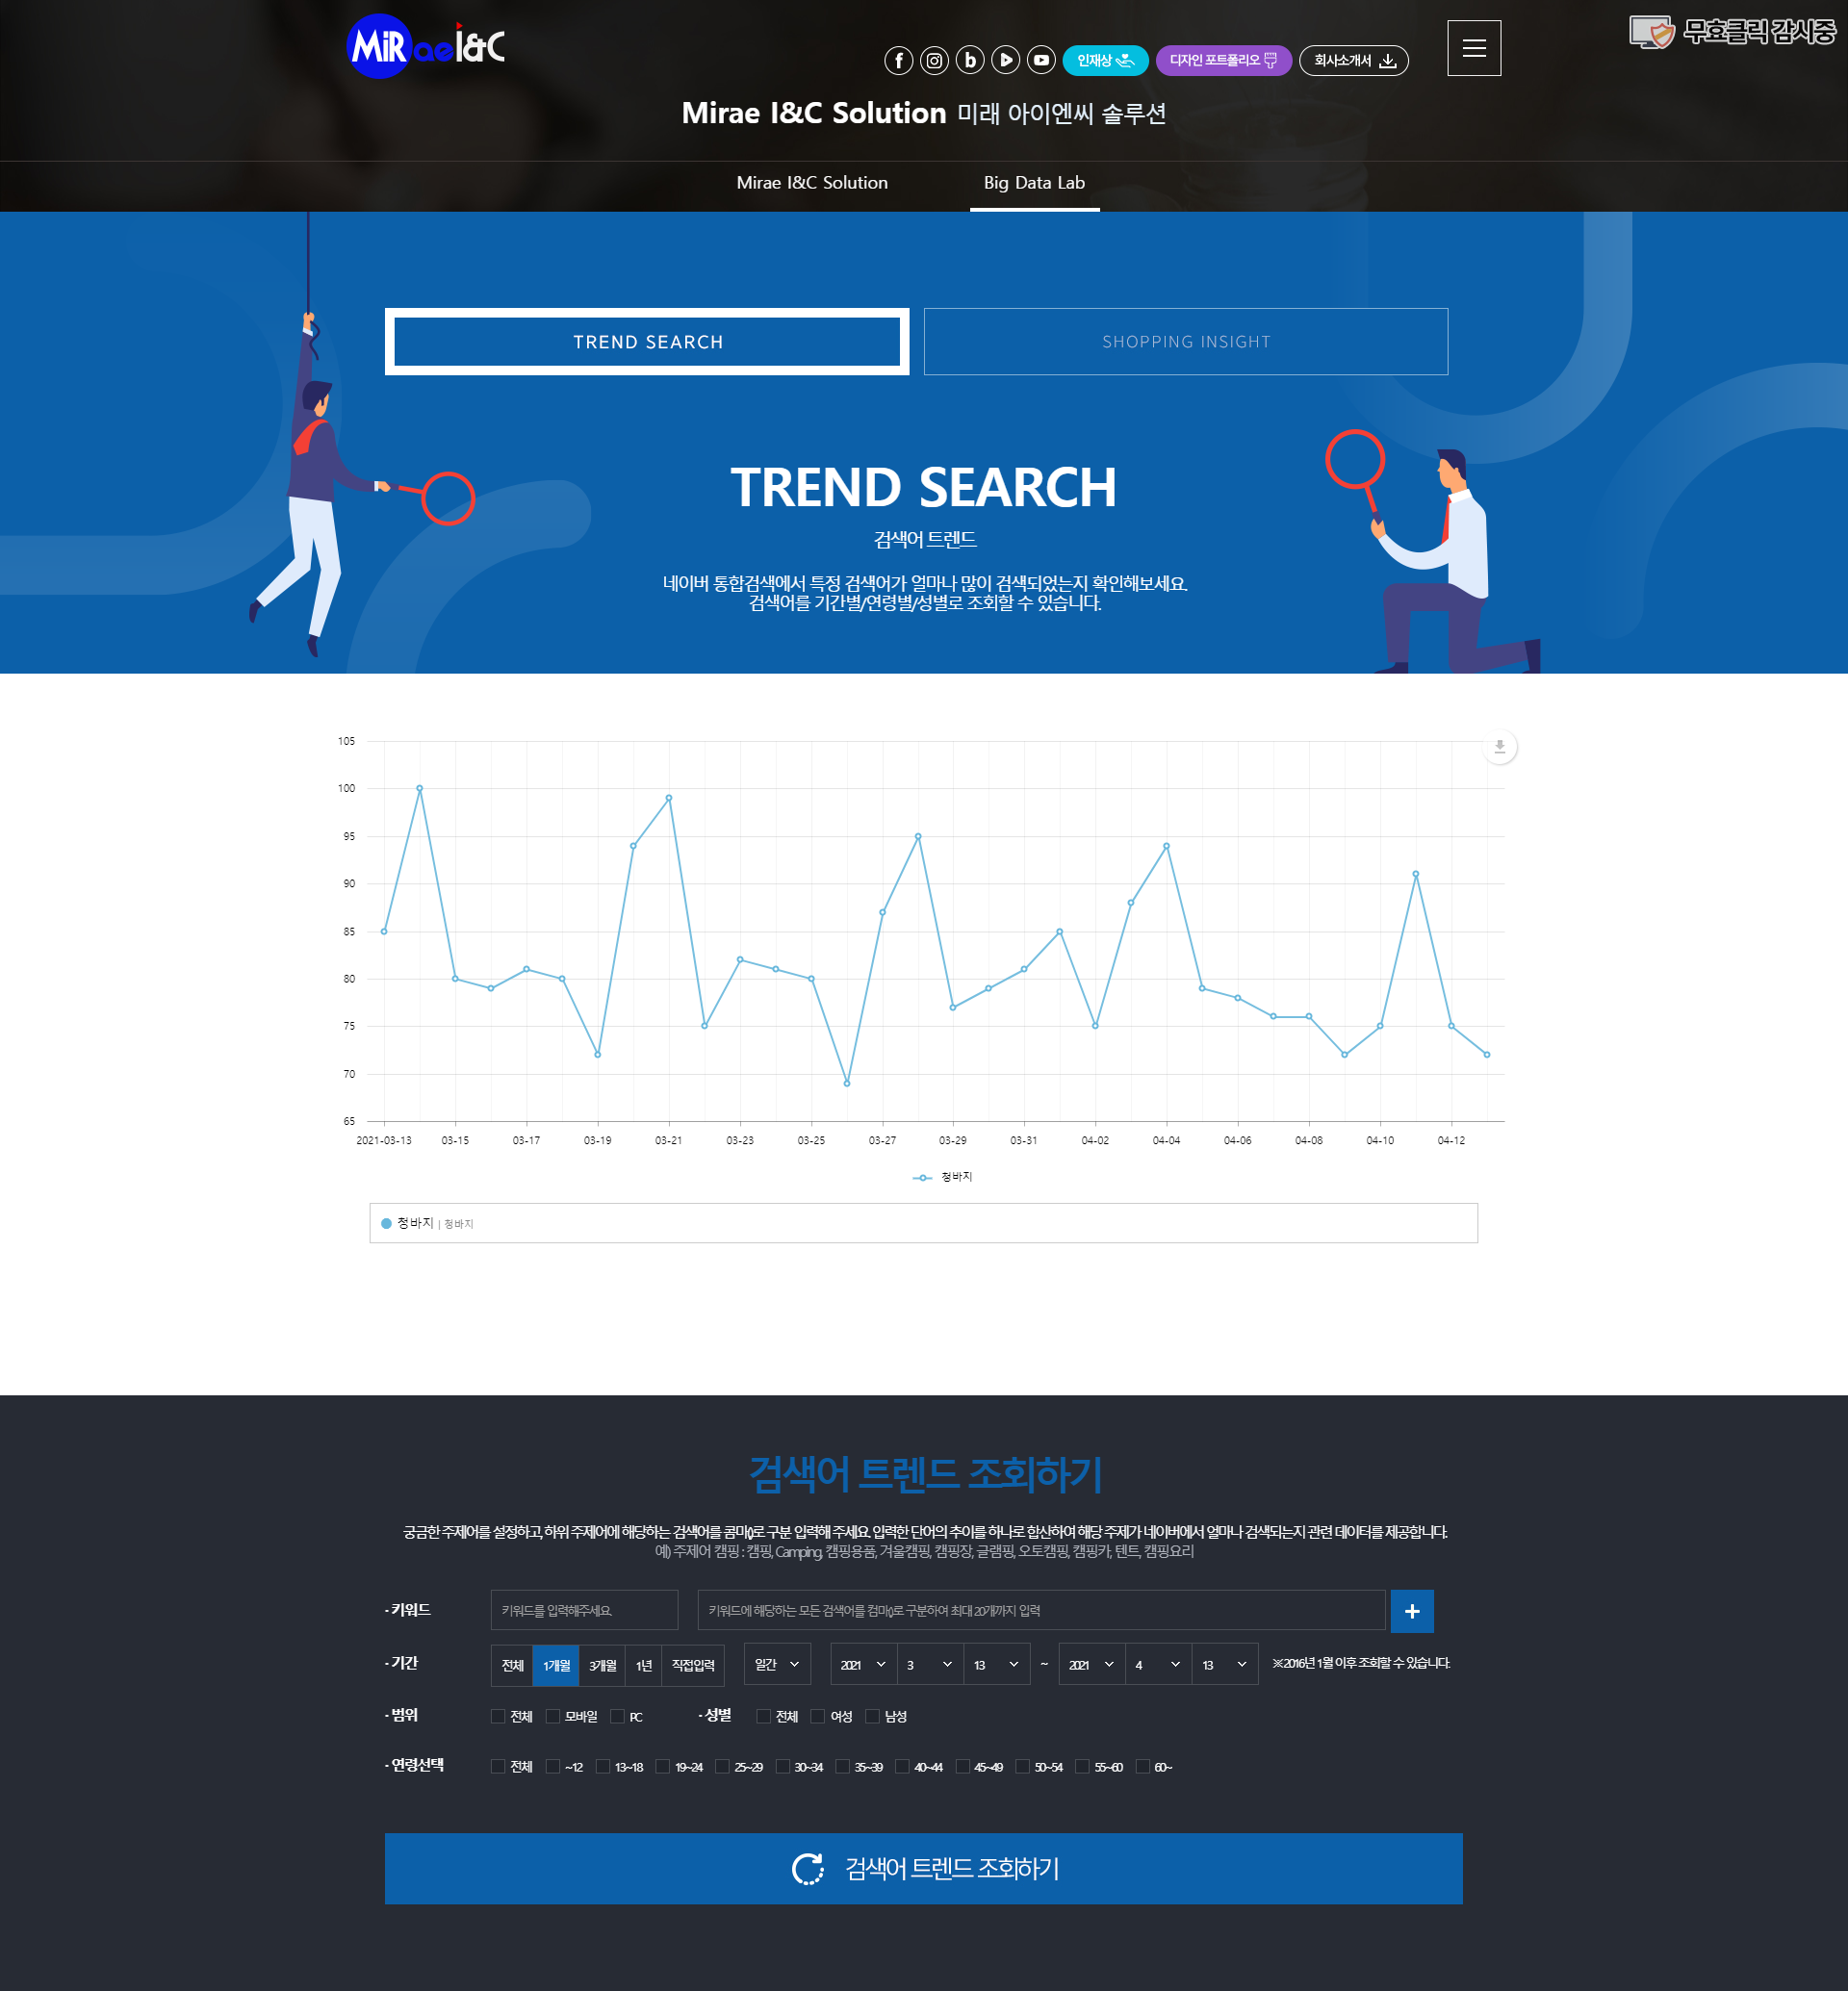 MiRae I&C
인재상
디자인 포트폴리오
회사소개서
무효클릭 감시중
Mirae I&C Solution 미래 아이엔씨 솔루션
Mirae I&C Solution
Big Data Lab
TREND SEARCH
SHOPPING INSIGHT
TREND SEARCH
검색어 트렌드
네이버 통합검색에서 특정 검색어가 얼마나 많이 검색되었는지 확인해보세요.
검색어를 기간별/연령별/성별로 조회할 수 있습니다.
105
100
95
90
85
80
75
70
65
2021-03-13 03-15 03-17 03-19 03-21 03-23 03-25 03-27 03-29 03-31 04-02 04-04 04-06 04-08 04-10 04-12
청바지
청바지 | 청바지
검색어 트렌드 조회하기
궁금한 주제어를 설정하고, 하위 주제어에 해당하는 검색어를 콤마(,)로 구분 입력해 주세요. 입력한 단어의 추이를 하나로 합산하여 해당 주제가 네이버에서 얼마나 검색되는지 관련 데이터를 제공합니다.
예) 주제어 캠핑 : 캠핑, Camping, 캠핑용품, 겨울캠핑, 캠핑장, 글램핑, 오토캠핑, 캠핑카, 텐트, 캠핑요리
· 키워드 키워드를 입력해주세요. 키워드에 해당하는 모든 검색어를 컴마(,)로 구분하여 최대 20개까지 입력 +
· 기간 전체 1개월 3개월 1년 직접입력 일간 2021 3 13 ~ 2021 4 13 ※2016년 1월 이후 조회할 수 있습니다.
· 범위 전체 모바일 PC · 성별 전체 여성 남성
· 연령선택 전체 ~12 13~18 19~24 25~29 30~34 35~39 40~44 45~49 50~54 55~60 60~
검색어 트렌드 조회하기